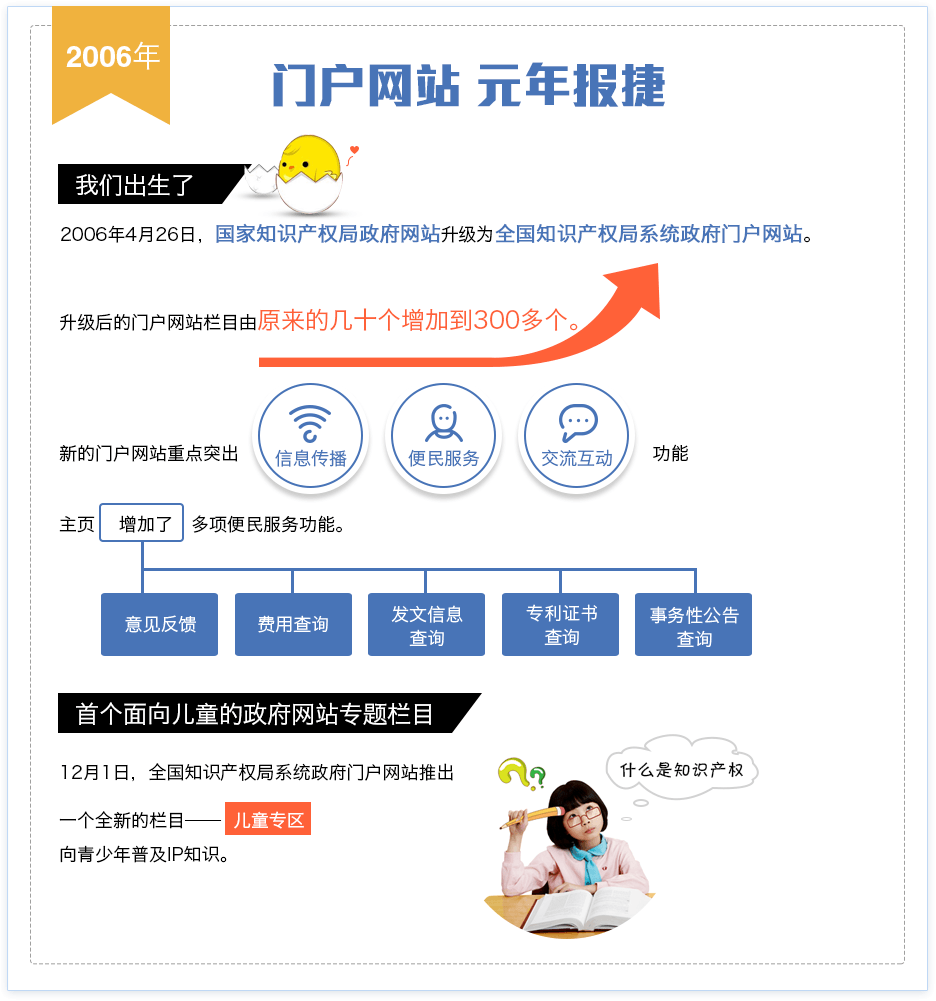 2006年
门户网站 元年报捷
我们出生了
2006年4月26日，国家知识产权局政府网站升级为全国知识产权局系统政府门户网站。
升级后的门户网站栏目由原来的几十个增加到300多个。
新的门户网站重点突出 信息传播 便民服务 交流互动 功能
主页 增加了 多项便民服务功能。
意见反馈
费用查询
发文信息
查询
专利证书
查询
事务性公告
查询
首个面向儿童的政府网站专题栏目
12月1日，全国知识产权局系统政府门户网站推出
一个全新的栏目—— 儿童专区
向青少年普及IP知识。
什么是知识产权